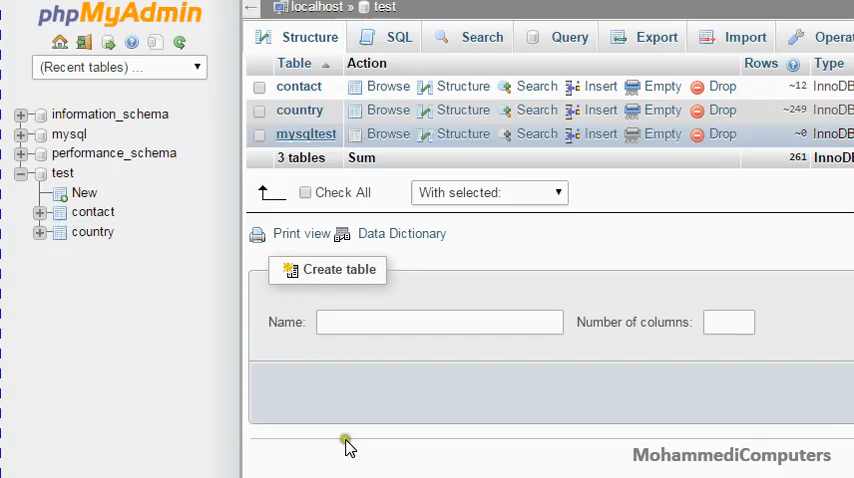 phpMyAdmin
(Recent tables) ...
information_schema
mysql
performance_schema
test
New
contact
country
localhost » test
Structure SQL Search Query Export Import Opera
Table Action Rows Type
contact Browse Structure Search Insert Empty Drop ~12 InnoDB
country Browse Structure Search Insert Empty Drop ~249 InnoDB
mysqltest Browse Structure Search Insert Empty Drop ~0 InnoDB
3 tables Sum 261 InnoDB
Check All With selected:
Print view Data Dictionary
Create table
Name: Number of columns:
MohammediComputers